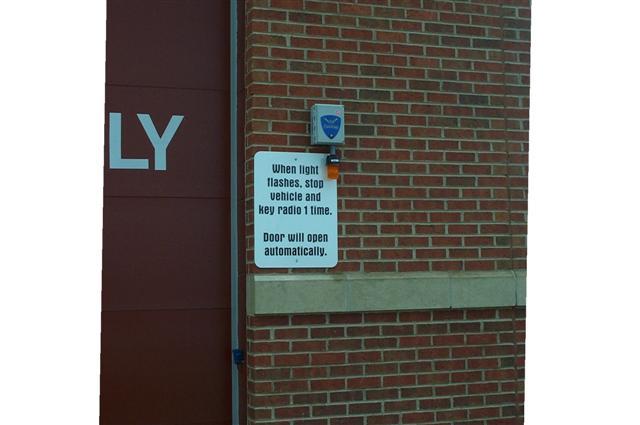 LY
When light
flashes, stop
vehicle and
key radio 1 time.
Door will open
automatically.